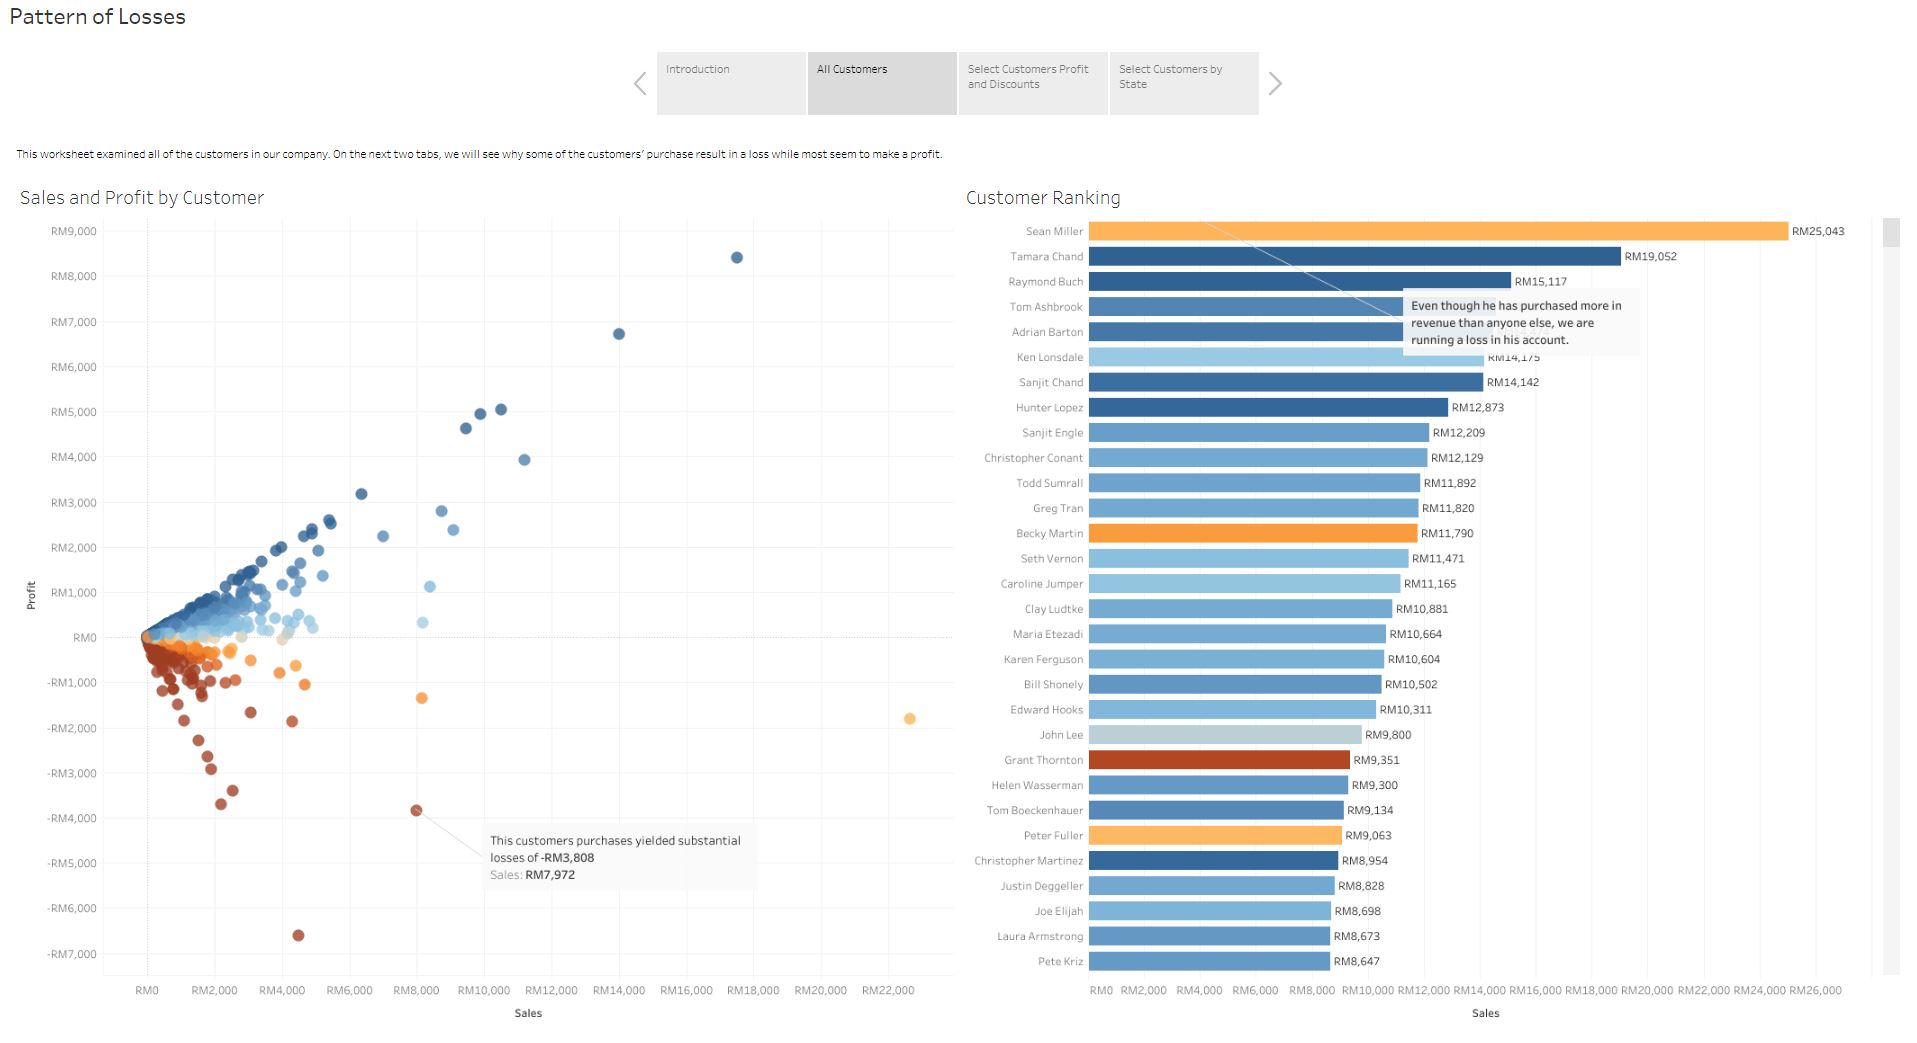 Pattern of Losses
Introduction
All Customers
Select Customers Profit
and Discounts
Select Customers by
State
This worksheet examined all of the customers in our company. On the next two tabs, we will see why some of the customers' purchase result in a loss while most seem to make a profit.
Sales and Profit by Customer
RM9,000
RM8,000
RM7,000
RM6,000
RM5,000
RM4,000
RM3,000
RM2,000
RM1,000
RM0
-RM1,000
-RM2,000
-RM3,000
-RM4,000
-RM5,000
-RM6,000
-RM7,000
Profit
This customers purchases yielded substantial
losses of -RM3,808
Sales: RM7,972
RM0 RM2,000 RM4,000 RM6,000 RM8,000 RM10,000 RM12,000 RM14,000 RM16,000 RM18,000 RM20,000 RM22,000
Sales
Customer Ranking
Sean Miller RM25,043
Tamara Chand RM19,052
Raymond Buch RM15,117
Tom Ashbrook
Adrian Barton
Ken Lonsdale RM14,175
Sanjit Chand RM14,142
Hunter Lopez RM12,873
Sanjit Engle RM12,209
Christopher Conant RM12,129
Todd Sumrall RM11,892
Greg Tran RM11,820
Becky Martin RM11,790
Seth Vernon RM11,471
Caroline Jumper RM11,165
Clay Ludtke RM10,881
Maria Etezadi RM10,664
Karen Ferguson RM10,604
Bill Shonely RM10,502
Edward Hooks RM10,311
John Lee RM9,800
Grant Thornton RM9,351
Helen Wasserman RM9,300
Tom Boeckenhauer RM9,134
Peter Fuller RM9,063
Christopher Martinez RM8,954
Justin Deggeller RM8,828
Joe Elijah RM8,698
Laura Armstrong RM8,673
Pete Kriz RM8,647
Even though he has purchased more in
revenue than anyone else, we are
running a loss in his account.
RM0 RM2,000 RM4,000 RM6,000 RM8,000 RM10,000 RM12,000 RM14,000 RM16,000 RM18,000 RM20,000 RM22,000 RM24,000 RM26,000
Sales